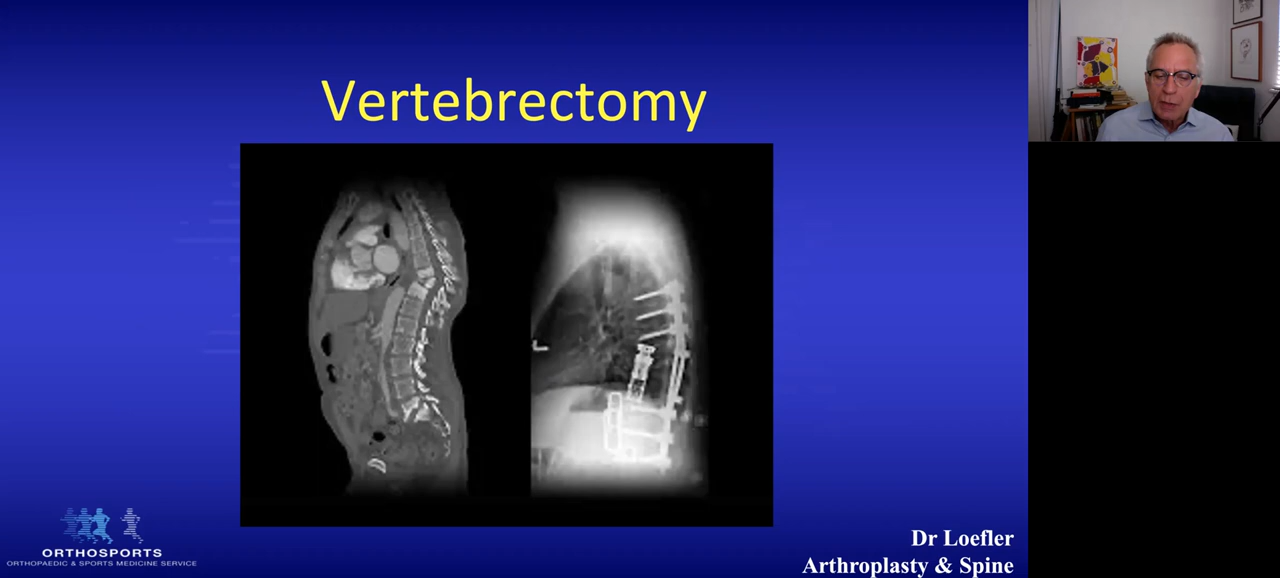 Vertebrectomy
L
ORTHOSPORTS
ORTHOPAEDIC & SPORTS MEDICINE SERVICE
Dr Loefler
Arthroplasty & Spine